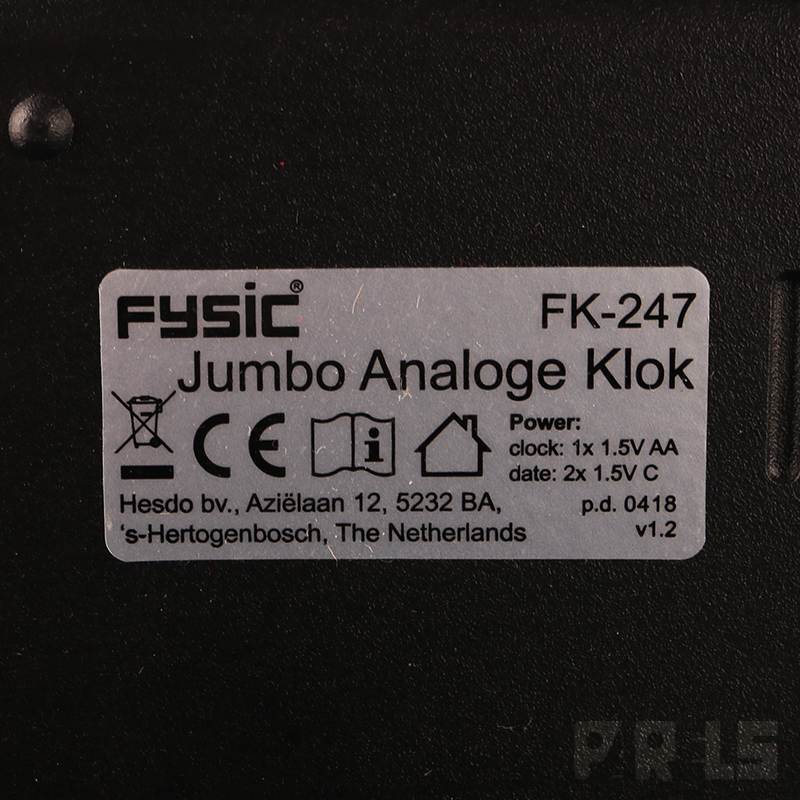 FYSIC® FK-247
Jumbo Analoge Klok
CE
Power:
clock: 1x 1.5V AA
date: 2x 1.5V C
Hesdo bv., Aziëlaan 12, 5232 BA, p.d. 0418
's-Hertogenbosch, The Netherlands v1.2